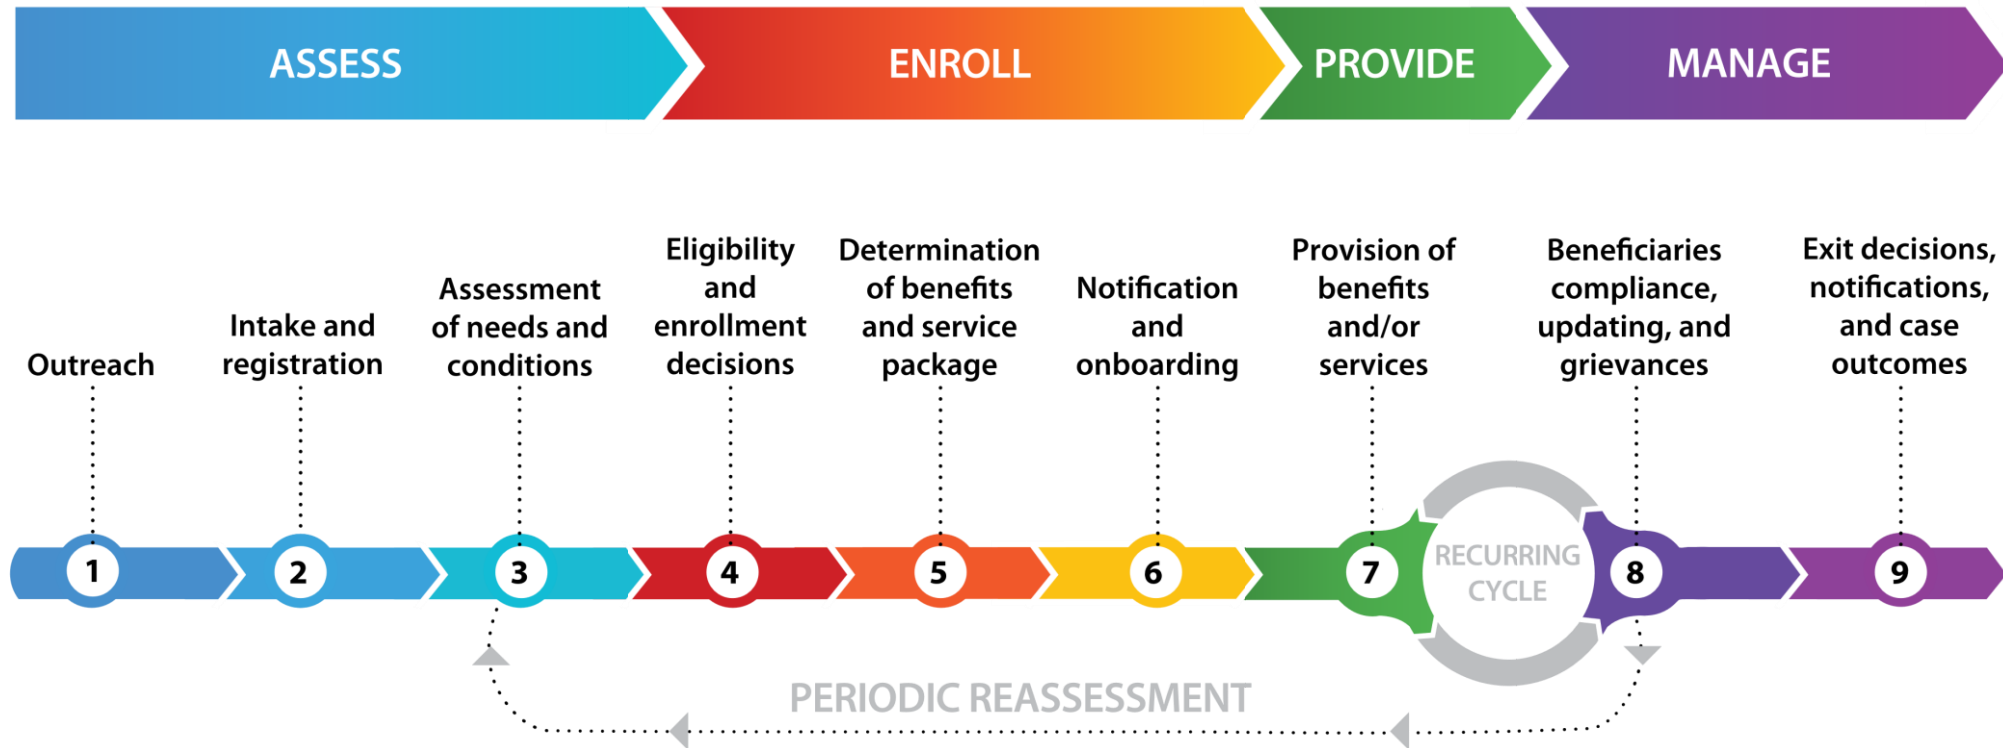 ASSESS
ENROLL
PROVIDE
MANAGE
Outreach
Intake and
registration
Assessment
of needs and
conditions
Eligibility
and
enrollment
decisions
Determination
of benefits
and service
package
Notification
and
onboarding
Provision of
benefits
and/or
services
Beneficiaries
compliance,
updating, and
grievances
Exit decisions,
notifications,
and case
outcomes
1
2
3
4
5
6
7
RECURRING
CYCLE
8
9
PERIODIC REASSESSMENT